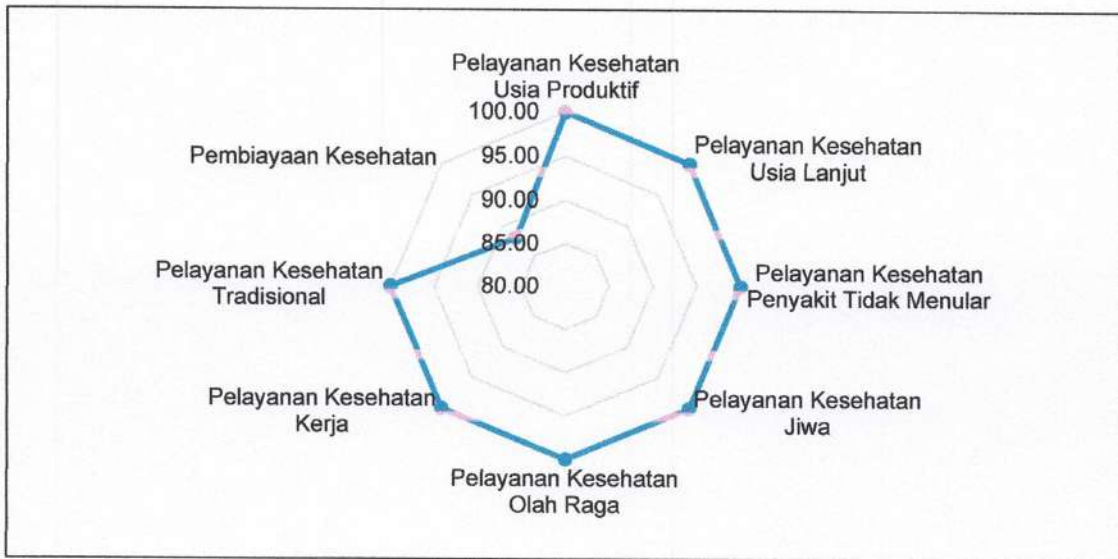 Pelayanan Kesehatan
Usia Produktif
100.00
95.00
90.00
85.00
80.00
Pelayanan Kesehatan
Usia Lanjut
Pelayanan Kesehatan
Penyakit Tidak Menular
Pelayanan Kesehatan
Jiwa
Pelayanan Kesehatan
Olah Raga
Pelayanan Kesehatan
Kerja
Pelayanan Kesehatan
Tradisional
Pembiayaan Kesehatan